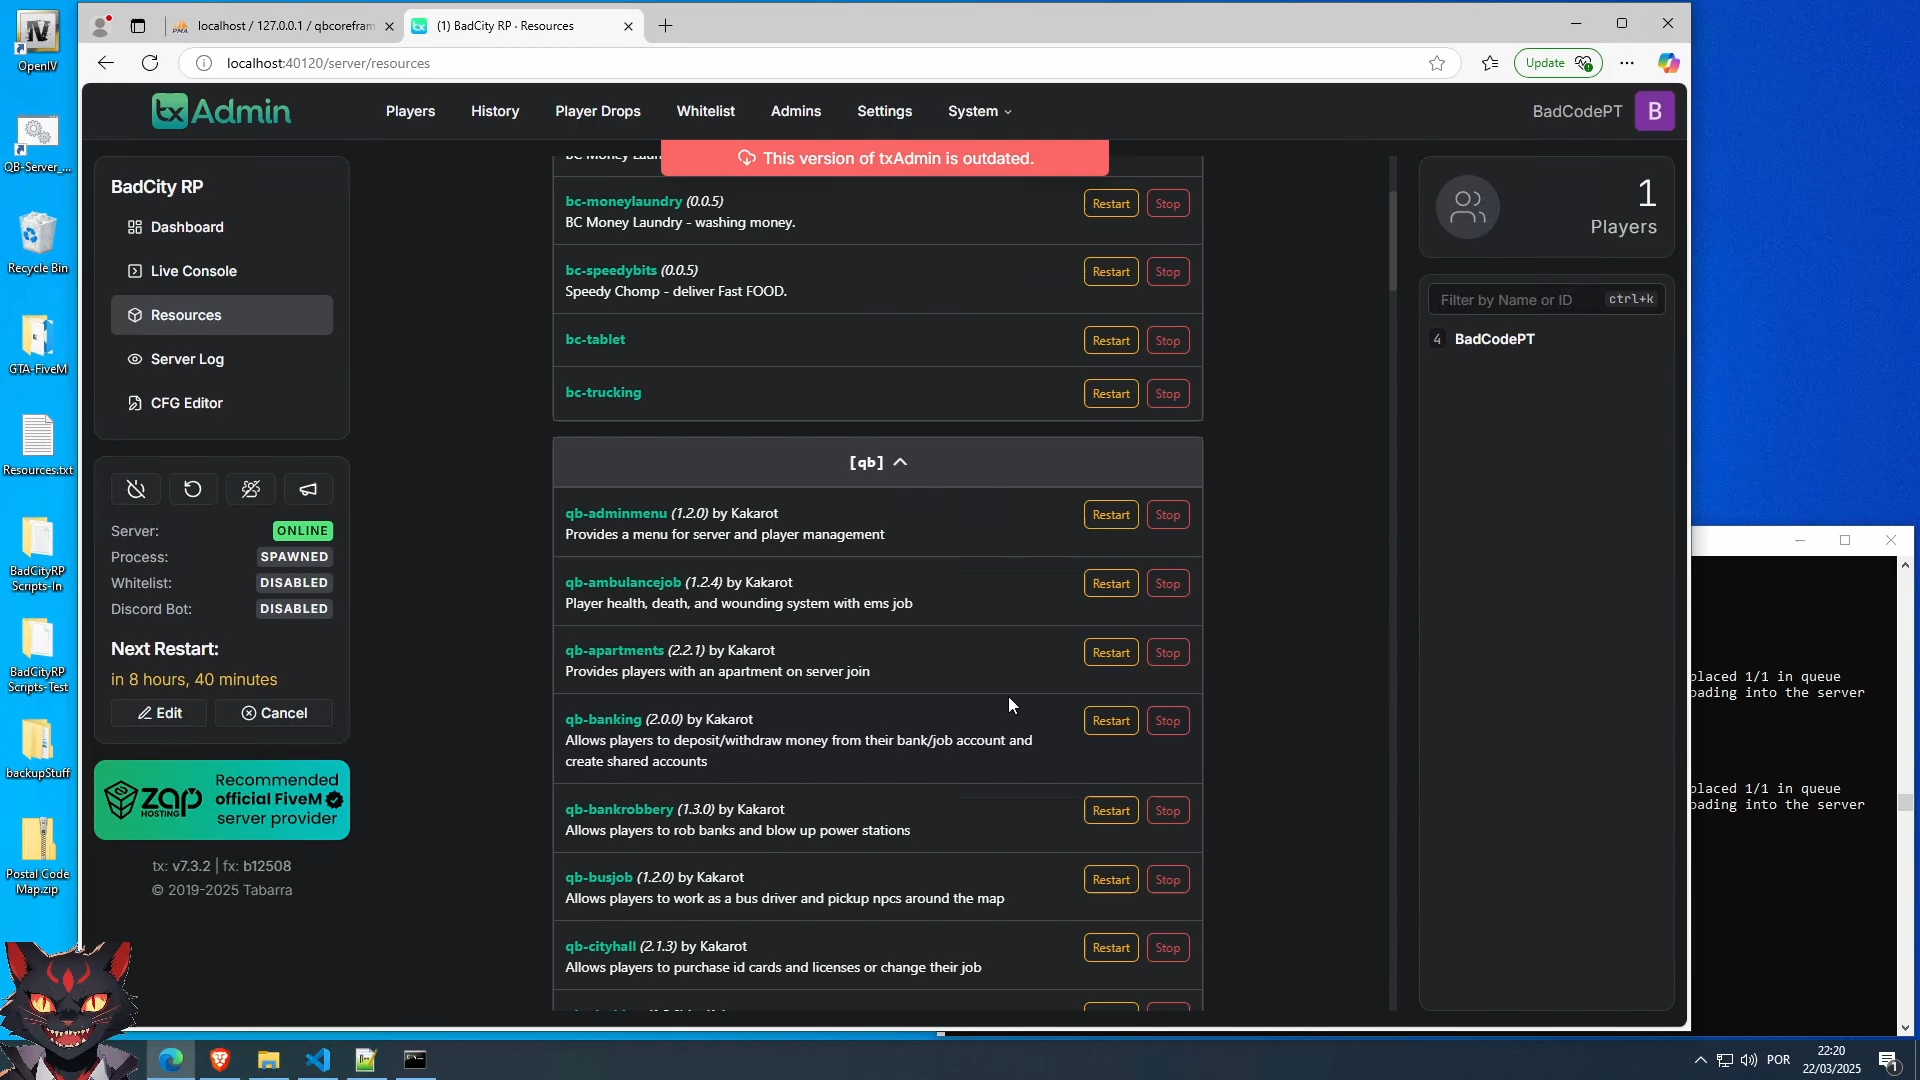 OpenIV
QB-Server_...
Recycle Bin
GTA-FiveM
Resources.txt
BadCityRP
Scripts-In
BadCityRP
Scripts-Test
backupStuff
Postal Code
Map.zip
localhost / 127.0.0.1 / qbcorefram
(1) BadCity RP - Resources
localhost:40120/server/resources
Update
tx Admin
Players
History
Player Drops
Whitelist
Admins
Settings
System
BadCodePT
B
This version of txAdmin is outdated.
BadCity RP
Dashboard
Live Console
Resources
Server Log
CFG Editor
Server: ONLINE
Process: SPAWNED
Whitelist: DISABLED
Discord Bot: DISABLED
Next Restart:
in 8 hours, 40 minutes
Edit
Cancel
ZAP HOSTING
Recommended
official FiveM
server provider
tx: v7.3.2 | fx: b12508
© 2019-2025 Tabarra
bc-moneylaundry (0.0.5)
BC Money Laundry - washing money.
Restart Stop
bc-speedybits (0.0.5)
Speedy Chomp - deliver Fast FOOD.
Restart Stop
bc-tablet
Restart Stop
bc-trucking
Restart Stop
[qb]
qb-adminmenu (1.2.0) by Kakarot
Provides a menu for server and player management
Restart Stop
qb-ambulancejob (1.2.4) by Kakarot
Player health, death, and wounding system with ems job
Restart Stop
qb-apartments (2.2.1) by Kakarot
Provides players with an apartment on server join
Restart Stop
qb-banking (2.0.0) by Kakarot
Allows players to deposit/withdraw money from their bank/job account and
create shared accounts
Restart Stop
qb-bankrobbery (1.3.0) by Kakarot
Allows players to rob banks and blow up power stations
Restart Stop
qb-busjob (1.2.0) by Kakarot
Allows players to work as a bus driver and pickup npcs around the map
Restart Stop
qb-cityhall (2.1.3) by Kakarot
Allows players to purchase id cards and licenses or change their job
Restart Stop
1
Players
Filter by Name or ID ctrl+k
4 BadCodePT
placed 1/1 in queue
oading into the server
placed 1/1 in queue
oading into the server
POR
22:20
22/03/2025
1